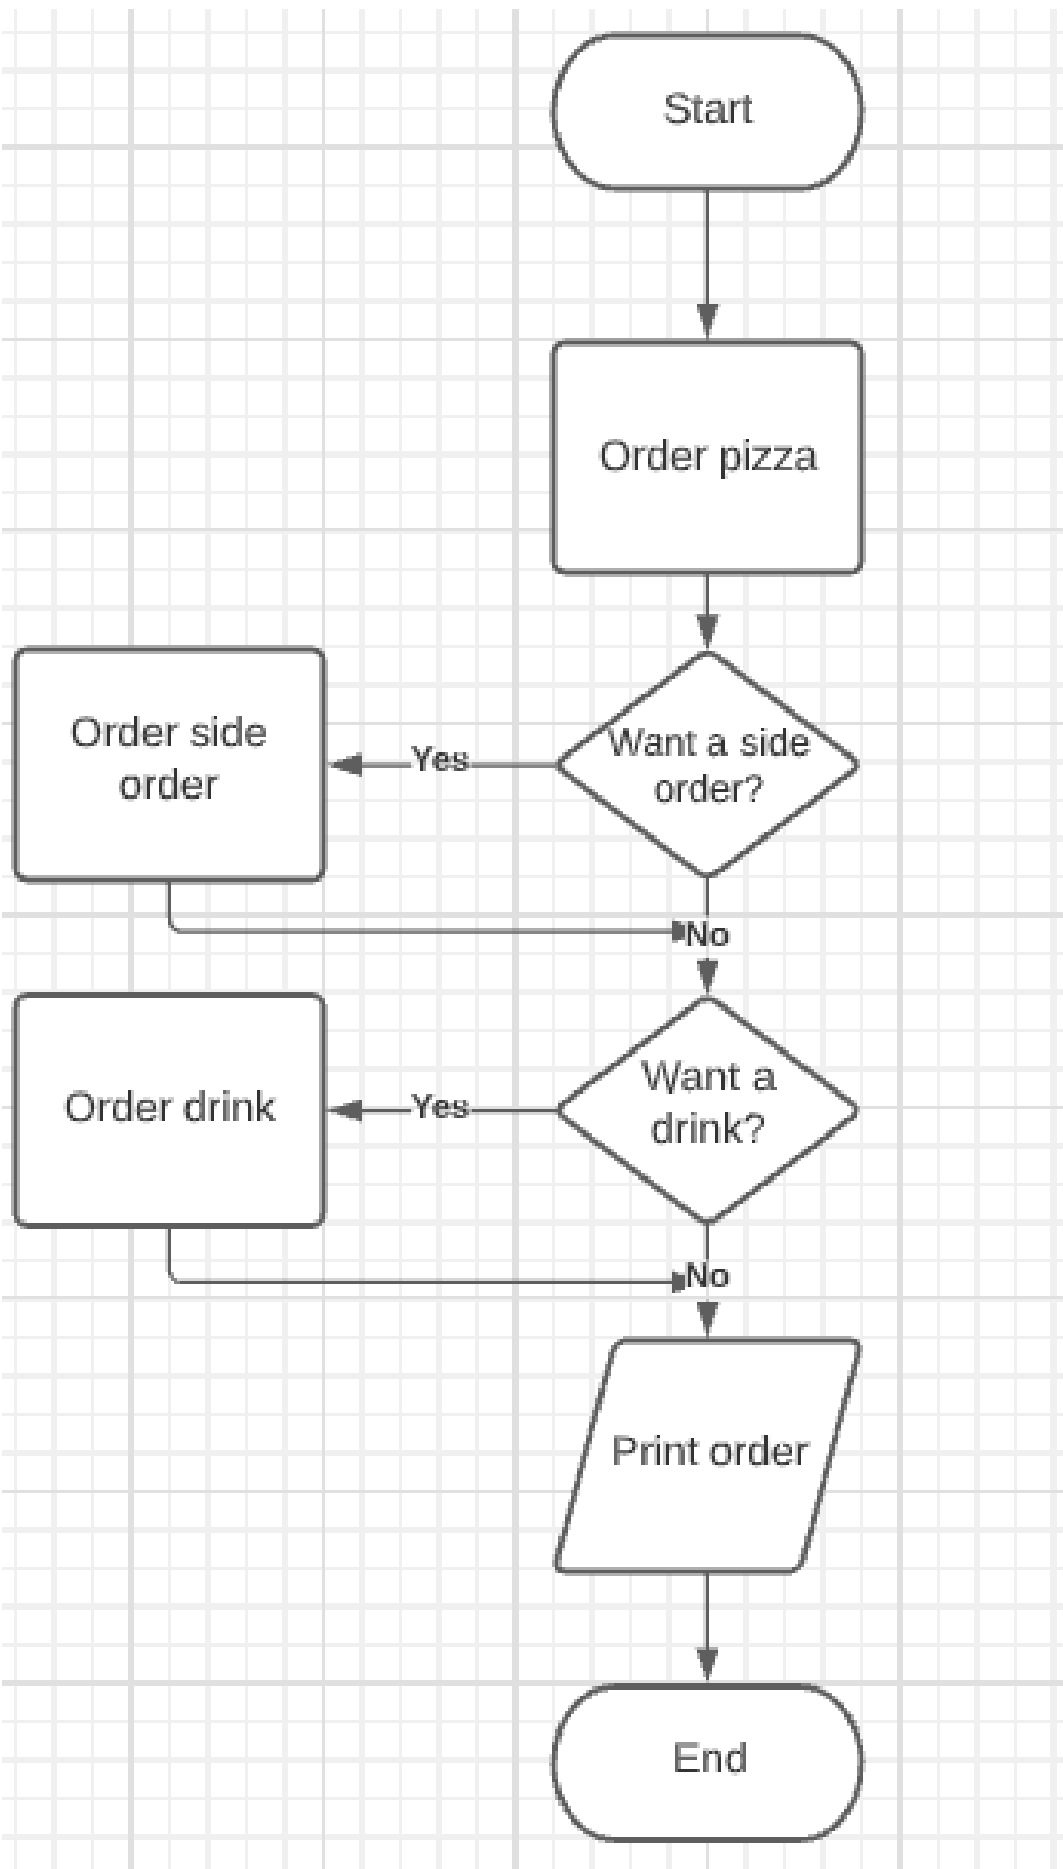 Start
Order pizza
Want a side
order?
Yes
Order side
order
No
Want a
drink?
Yes
Order drink
No
Print order
End